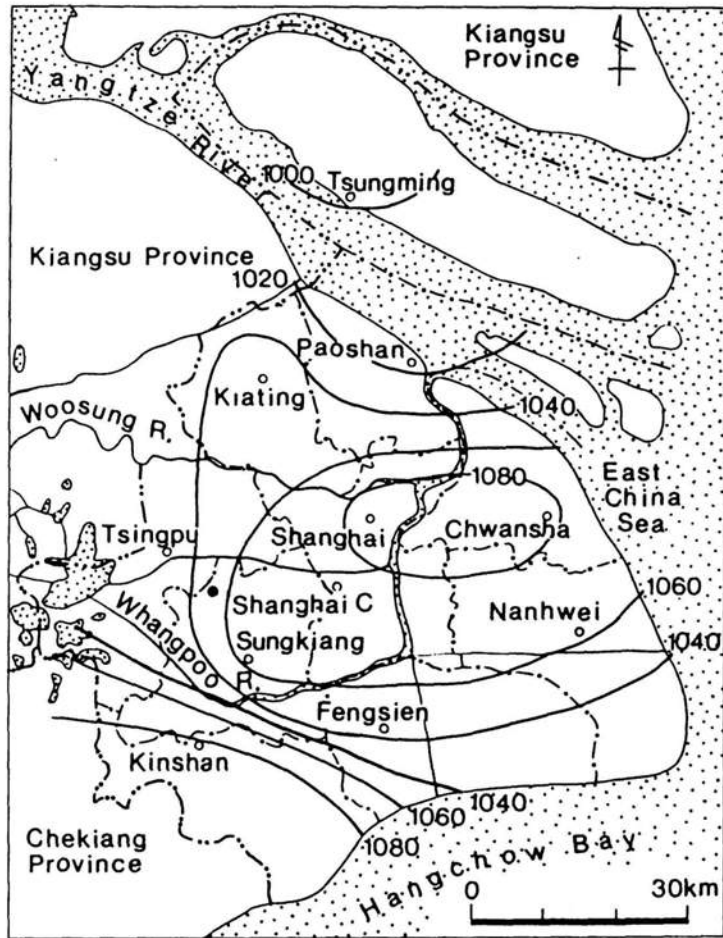 Kiangsu
Province
Yangtze River
1000
Tsungming
Kiangsu Province
1020
Paoshan
Kiating
1040
Woosung R.
1080
East
China
Sea
Tsingpu
Shanghai
Chwansha
1060
Shanghai C
Nanhwei
Whangpoo R.
Sungkiang
1040
Fengsien
Kinshan
1040
1060
1080
Chekiang
Province
Hangchow Bay
0 30km